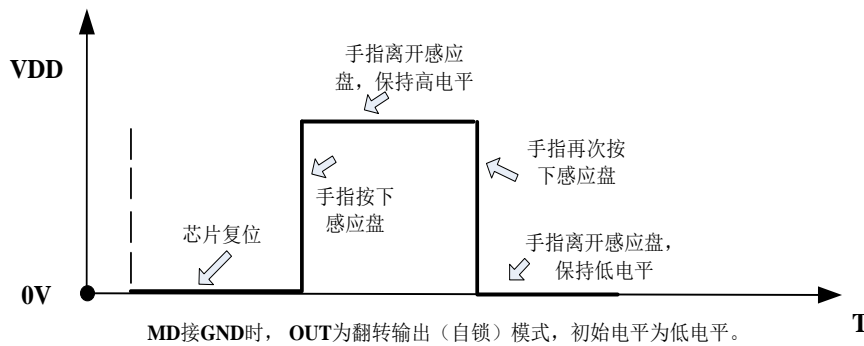 VDD
手指离开感应
盘，保持高电平
手指再次按
下感应盘
手指按下
感应盘
芯片复位
手指离开感应盘，
保持低电平
0V
T
MD接GND时， OUT为翻转输出（自锁）模式，初始电平为低电平。